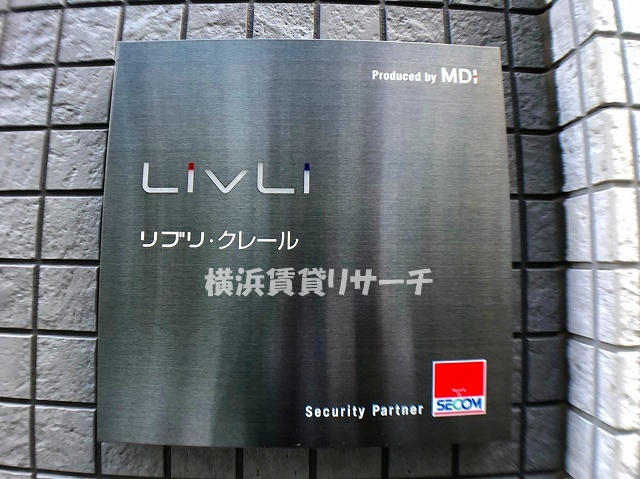 Produced by MDI
LivLi
リブリ・クレール
横浜賃貸リサーチ
Security Partner
SECOM